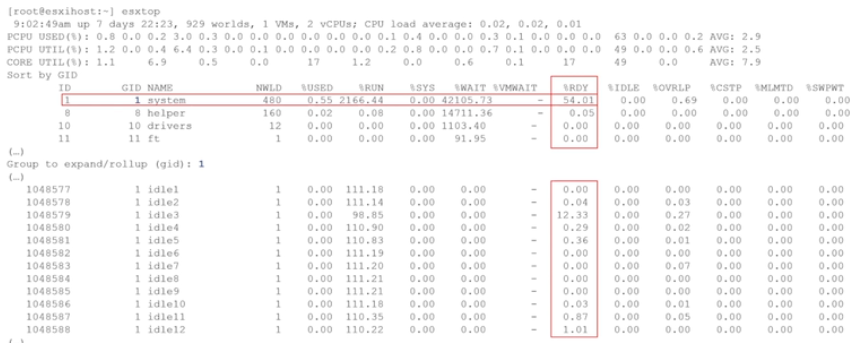 [root@esxihost:~] esxtop
9:02:49am up 7 days 22:23, 929 worlds, 1 VMs, 2 vCPUs; CPU load average: 0.02, 0.02, 0.01
PCPU USED(%): 0.8 0.0 0.2 3.0 0.3 0.0 0.0 0.0 0.0 0.0 0.0 0.1 0.4 0.0 0.0 0.3 0.1 0.0 0.0 0.0 63 0.0 0.0 0.2 AVG: 2.9
PCPU UTIL(%): 1.2 0.0 0.4 6.4 0.3 0.0 0.1 0.0 0.0 0.0 0.0 0.2 0.8 0.0 0.0 0.7 0.1 0.0 0.0 0.0 49 0.0 0.0 0.6 AVG: 2.5
CORE UTIL(%): 1.1 6.9 0.5 0.0 17 1.2 0.0 0.6 0.1 17 49 0.0 AVG: 7.9
Sort by GID
ID GID NAME NWLD %USED %RUN %SYS %WAIT %VMWAIT %RDY %IDLE %OVRLP %CSTP %MLMTD %SWPWT
1 1 system 480 0.55 2166.44 0.00 42105.73 - 54.01 0.00 0.69 0.00 0.00 0.00
8 8 helper 160 0.02 0.08 0.00 14711.36 - 0.05 0.00 0.00 0.00 0.00 0.00
10 10 drivers 12 0.00 0.00 0.00 1103.40 - 0.00 0.00 0.00 0.00 0.00 0.00
11 11 ft 1 0.00 0.00 0.00 91.95 - 0.00 0.00 0.00 0.00 0.00 0.00
(…)
Group to expand/rollup (gid): 1
(…)
1048577 1 idle1 1 0.00 111.18 0.00 0.00 - 0.00 0.00 0.00 0.00 0.00 0.00
1048578 1 idle2 1 0.00 111.14 0.00 0.00 - 0.04 0.00 0.03 0.00 0.00 0.00
1048579 1 idle3 1 0.00 98.85 0.00 0.00 - 12.33 0.00 0.27 0.00 0.00 0.00
1048580 1 idle4 1 0.00 110.90 0.00 0.00 - 0.29 0.00 0.02 0.00 0.00 0.00
1048581 1 idle5 1 0.00 110.83 0.00 0.00 - 0.36 0.00 0.01 0.00 0.00 0.00
1048582 1 idle6 1 0.00 111.19 0.00 0.00 - 0.00 0.00 0.00 0.00 0.00 0.00
1048583 1 idle7 1 0.00 111.20 0.00 0.00 - 0.00 0.00 0.07 0.00 0.00 0.00
1048584 1 idle8 1 0.00 111.21 0.00 0.00 - 0.00 0.00 0.00 0.00 0.00 0.00
1048585 1 idle9 1 0.00 111.21 0.00 0.00 - 0.00 0.00 0.00 0.00 0.00 0.00
1048586 1 idle10 1 0.00 111.18 0.00 0.00 - 0.03 0.00 0.01 0.00 0.00 0.00
1048587 1 idle11 1 0.00 110.35 0.00 0.00 - 0.87 0.00 0.05 0.00 0.00 0.00
1048588 1 idle12 1 0.00 110.22 0.00 0.00 - 1.01 0.00 0.00 0.00 0.00 0.00